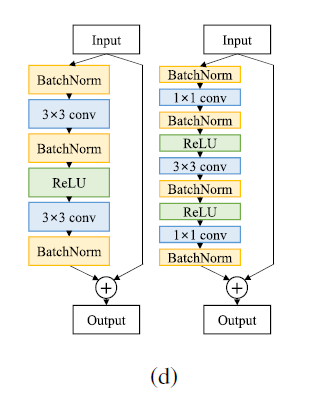 Input
BatchNorm
3×3 conv
BatchNorm
ReLU
3×3 conv
BatchNorm
+
Output
Input
BatchNorm
1×1 conv
BatchNorm
ReLU
3×3 conv
BatchNorm
ReLU
1×1 conv
BatchNorm
+
Output
(d)